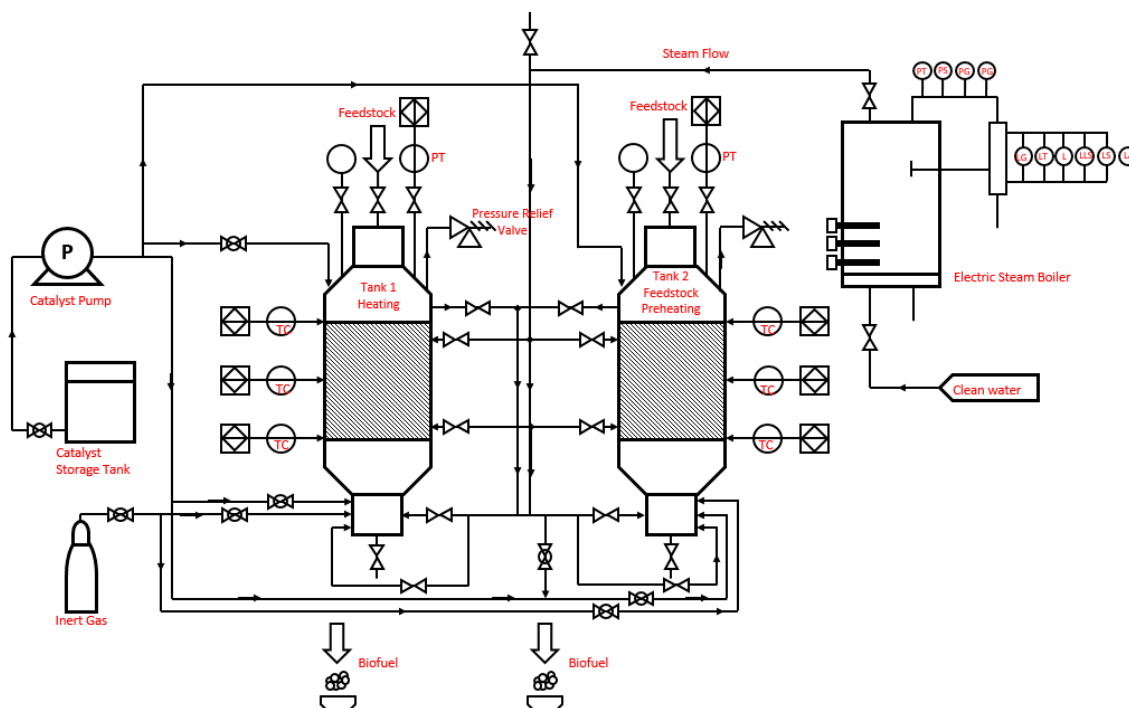 Steam Flow
PT
PS
PG
PG
Feedstock
Feedstock
PT
PT
LG
LT
L
LLS
LS
Pressure Relief
Valve
P
Catalyst Pump
Tank 1
Heating
Tank 2
Feedstock
Preheating
Electric Steam Boiler
TC
TC
TC
TC
TC
TC
Clean water
Catalyst
Storage Tank
Inert Gas
Biofuel
Biofuel